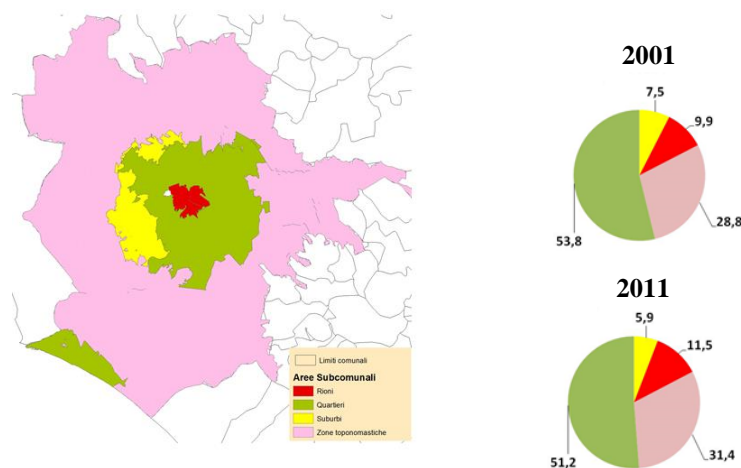 2001
7,5
9,9
28,8
53,8
2011
5,9
11,5
31,4
51,2
Limiti comunali
Aree Subcomunali
Rioni
Quartieri
Suburbi
Zone toponomastiche